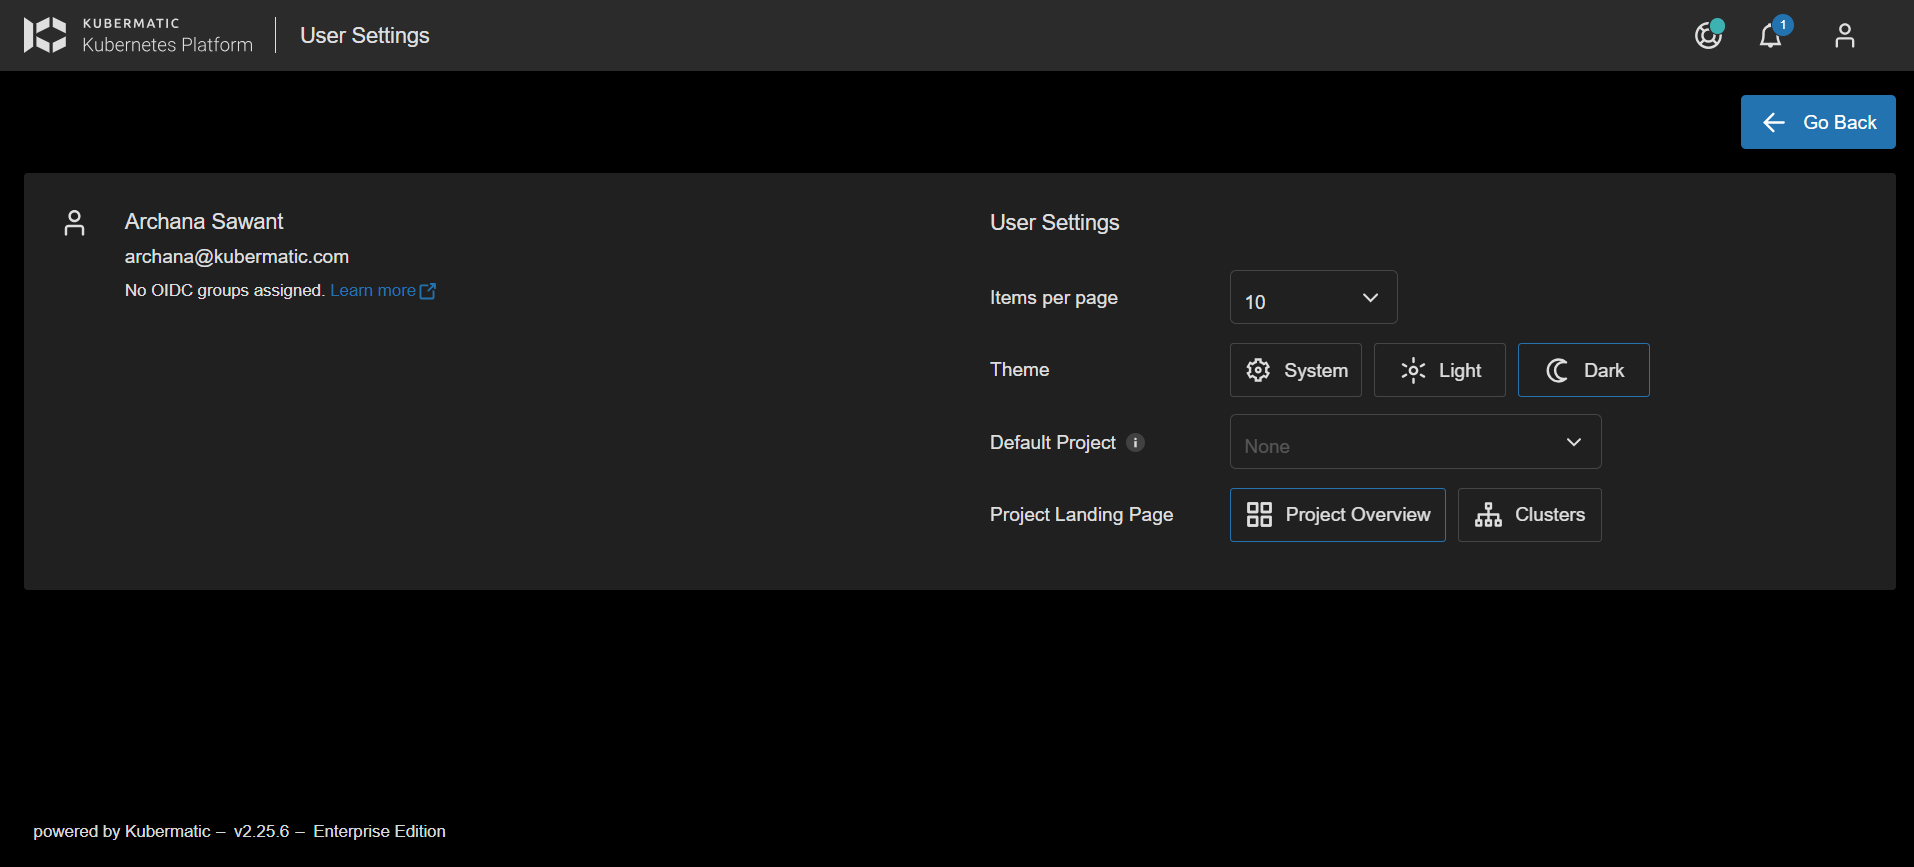 KUBERMATIC
Kubernetes Platform
User Settings
1
Go Back
Archana Sawant
archana@kubermatic.com
No OIDC groups assigned. Learn more
User Settings
Items per page
10
Theme
System
Light
Dark
Default Project
None
Project Landing Page
Project Overview
Clusters
powered by Kubermatic – v2.25.6 – Enterprise Edition